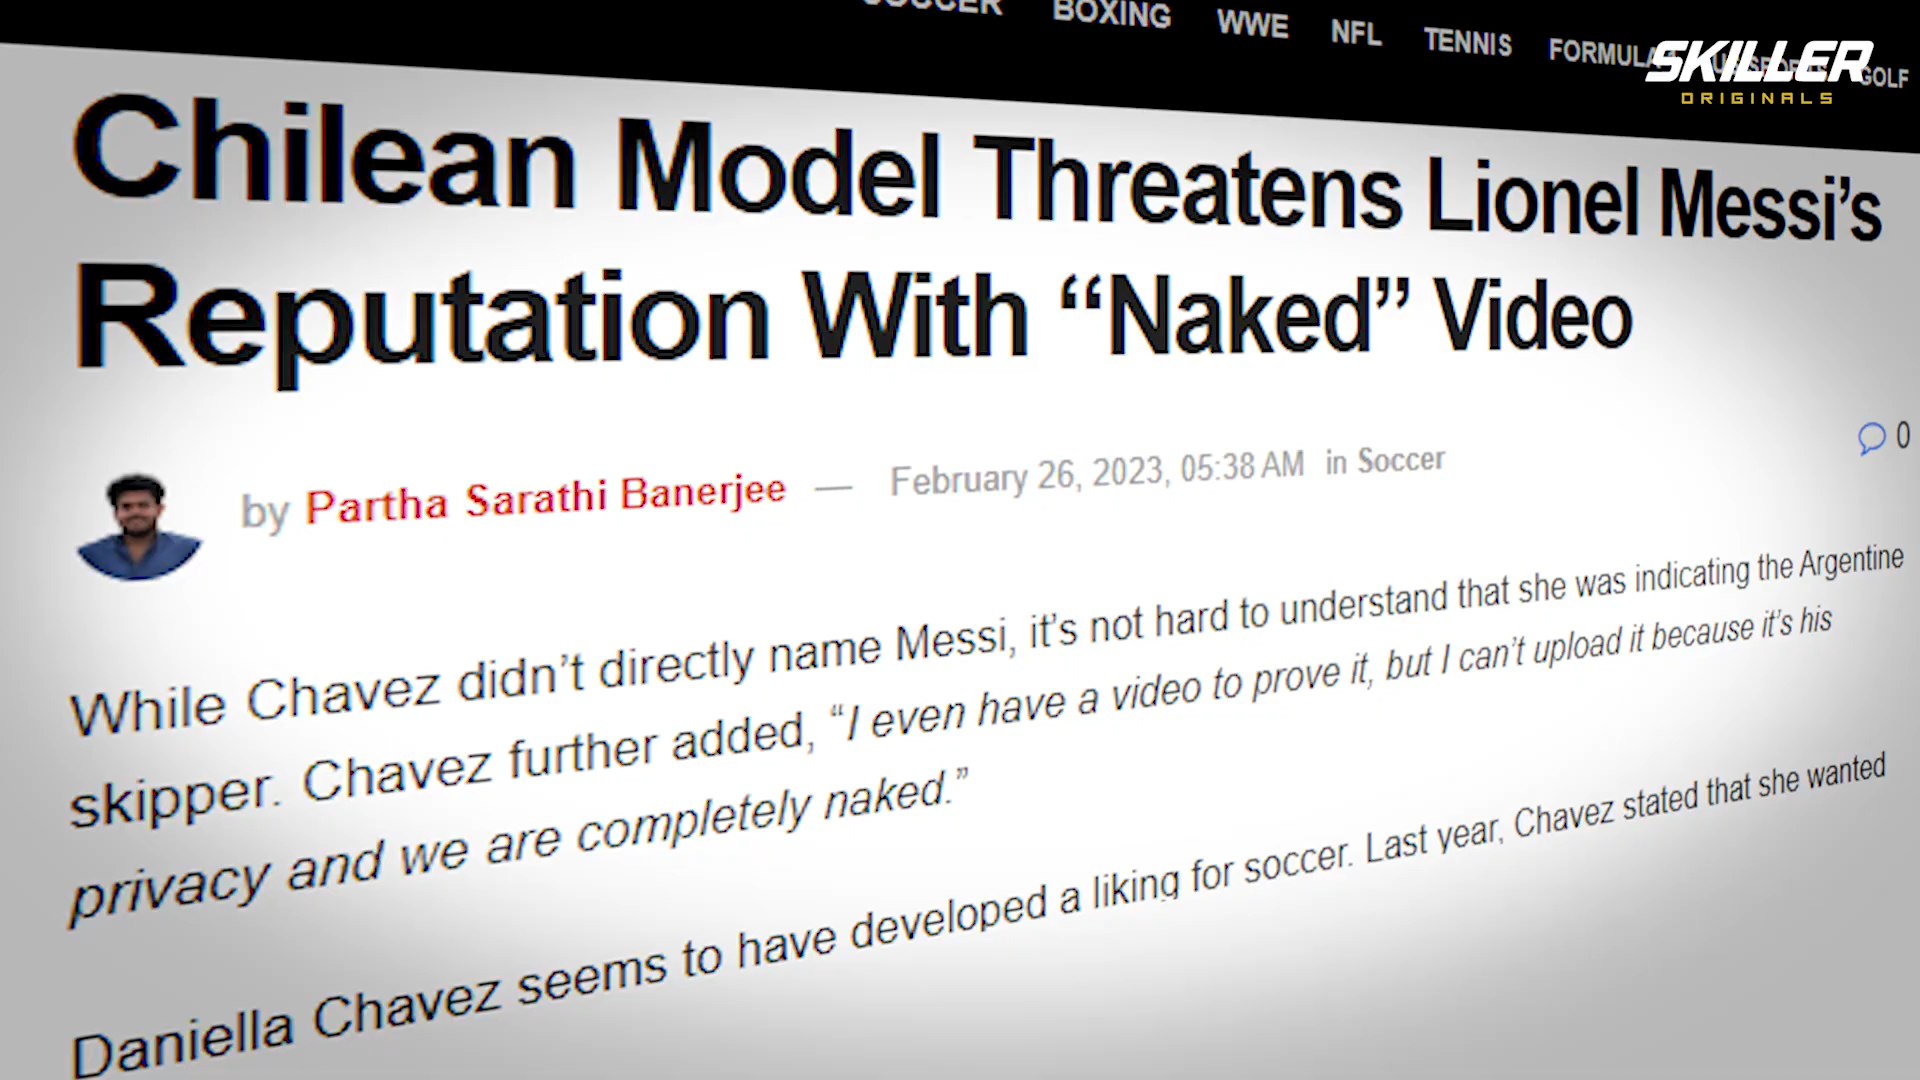 SOCCER BOXING WWE NFL TENNIS FORMULA GOLF
SKILLER
ORIGINALS
Chilean Model Threatens Lionel Messi’s
Reputation With “Naked” Video
0
by Partha Sarathi Banerjee — February 26, 2023, 05:38 AM in Soccer
While Chavez didn’t directly name Messi, it’s not hard to understand that she was indicating the Argentine
skipper. Chavez further added, “I even have a video to prove it, but I can’t upload it because it’s his
privacy and we are completely naked.”
Daniella Chavez seems to have developed a liking for soccer. Last year, Chavez stated that she wanted